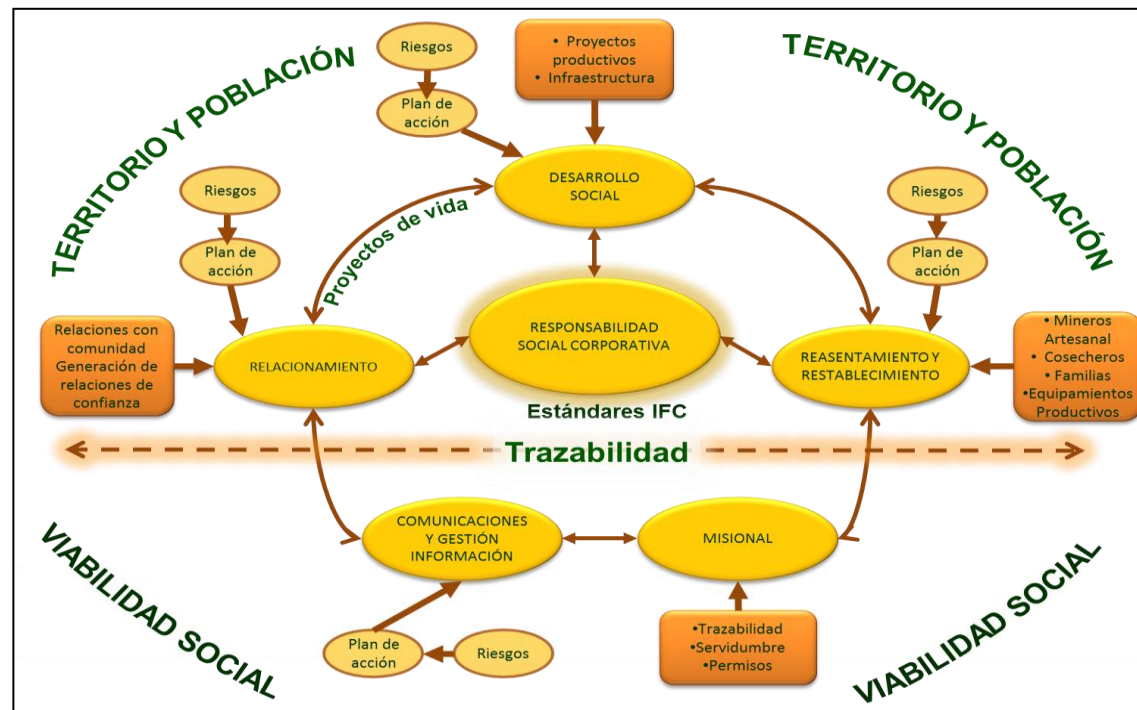 TERRITORIO Y POBLACIÓN
Riesgos
Plan de
acción
• Proyectos
productivos
• Infraestructura
TERRITORIO Y POBLACIÓN
DESARROLLO
SOCIAL
Riesgos
Plan de
acción
Proyectos de vida
Riesgos
Plan de
acción
Relaciones con
comunidad
Generación de
relaciones de
confianza
RELACIONAMIENTO
RESPONSABILIDAD
SOCIAL CORPORATIVA
REASENTAMIENTO Y
RESTABLECIMIENTO
• Mineros
Artesanal
• Cosecheros
• Familias
•Equipamientos
Productivos
Estándares IFC
Trazabilidad
VIABILIDAD SOCIAL
COMUNICACIONES
Y GESTIÓN
INFORMACIÓN
MISIONAL
VIABILIDAD SOCIAL
Plan de
acción
Riesgos
•Trazabilidad
•Servidumbre
•Permisos